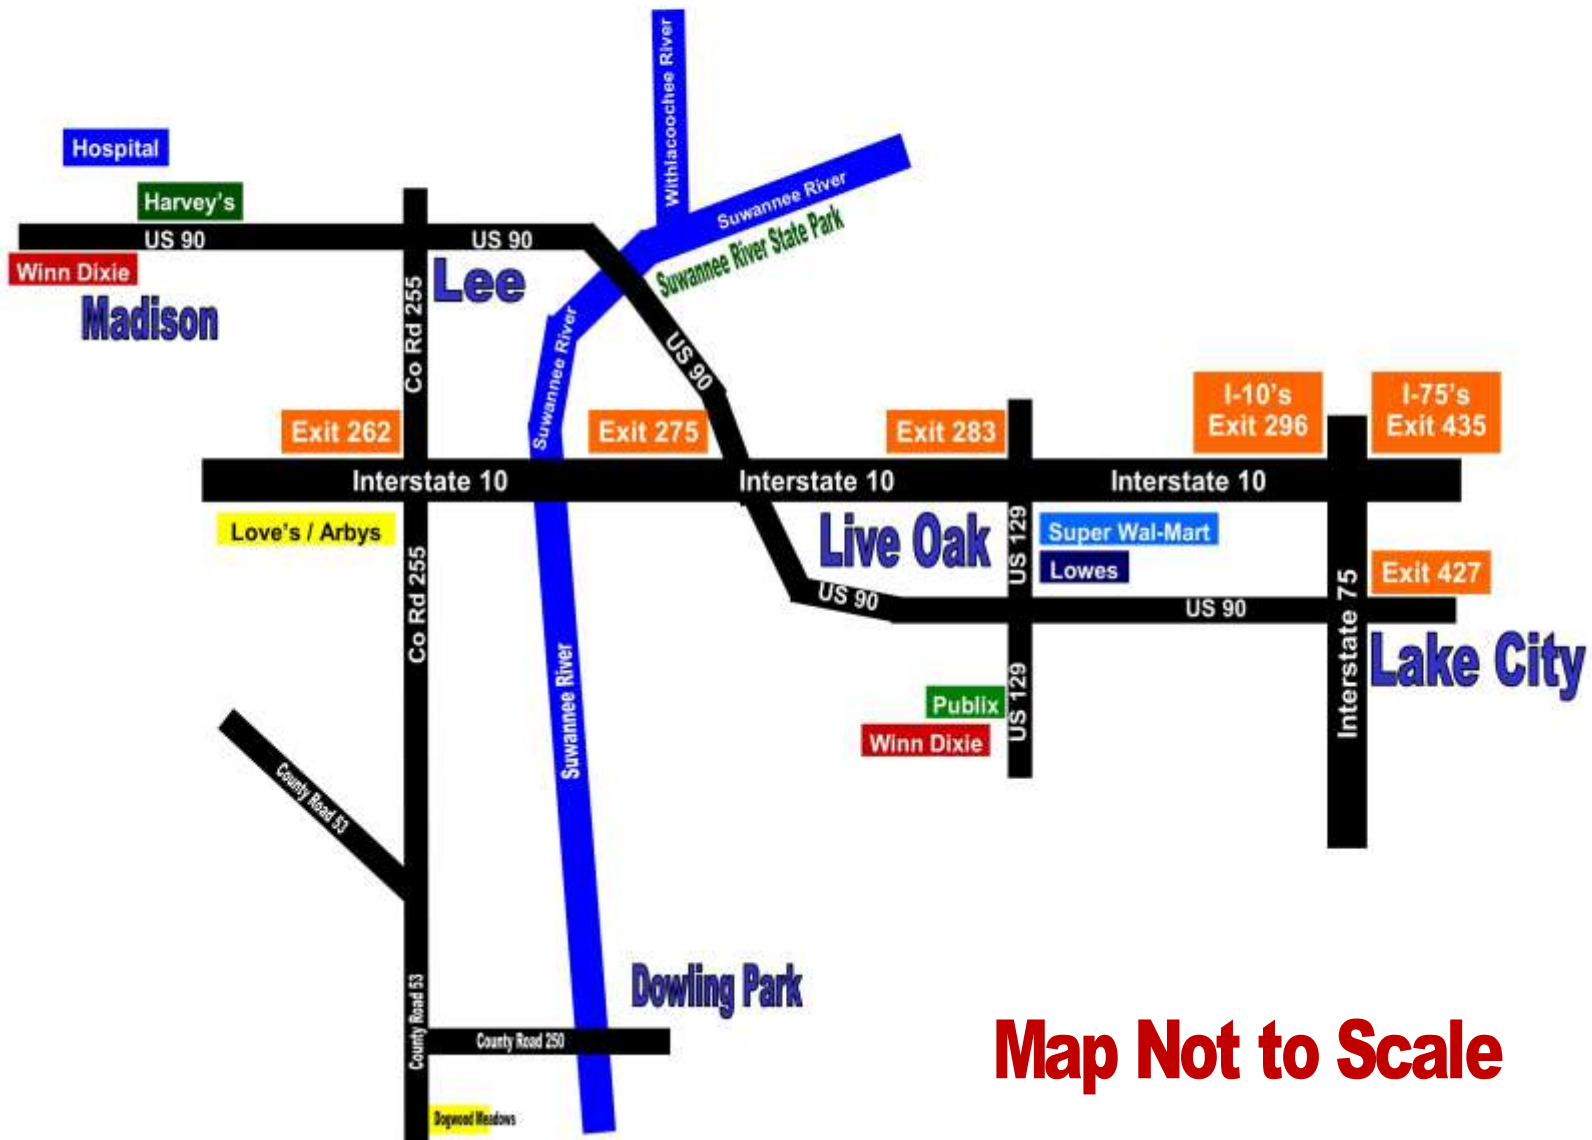 Withlacoochee River
Hospital
Suwannee River
Harvey's
Suwannee River State Park
US 90
US 90
Winn Dixie
Lee
Madison
Co Rd 255
Suwannee River
US 90
I-10's
Exit 296
I-75's
Exit 435
Exit 262
Exit 275
Exit 283
Interstate 10
Interstate 10
Interstate 10
Love's / Arbys
Live Oak
US 129
Super Wal-Mart
Lowes
Exit 427
Co Rd 255
US 90
US 90
Interstate 75
Lake City
Suwannee River
US 129
Publix
Winn Dixie
County Road 53
Dowling Park
County Road 53
County Road 250
Map Not to Scale
Dogwood Meadows